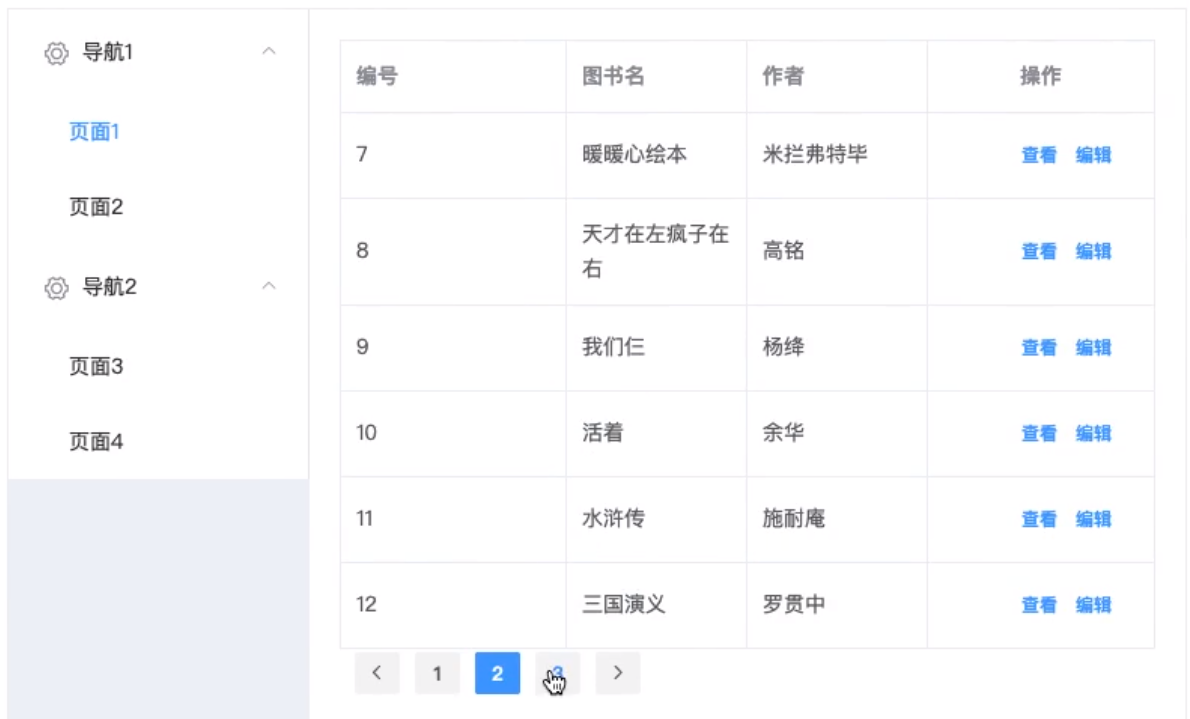 导航1
页面1
页面2
导航2
页面3
页面4
编号 图书名 作者 操作
7 暖暖心绘本 米拦弗特毕 查看 编辑
8 天才在左疯子在 高铭 查看 编辑
右
9 我们仨 杨绛 查看 编辑
10 活着 余华 查看 编辑
11 水浒传 施耐庵 查看 编辑
12 三国演义 罗贯中 查看 编辑
1 2 3